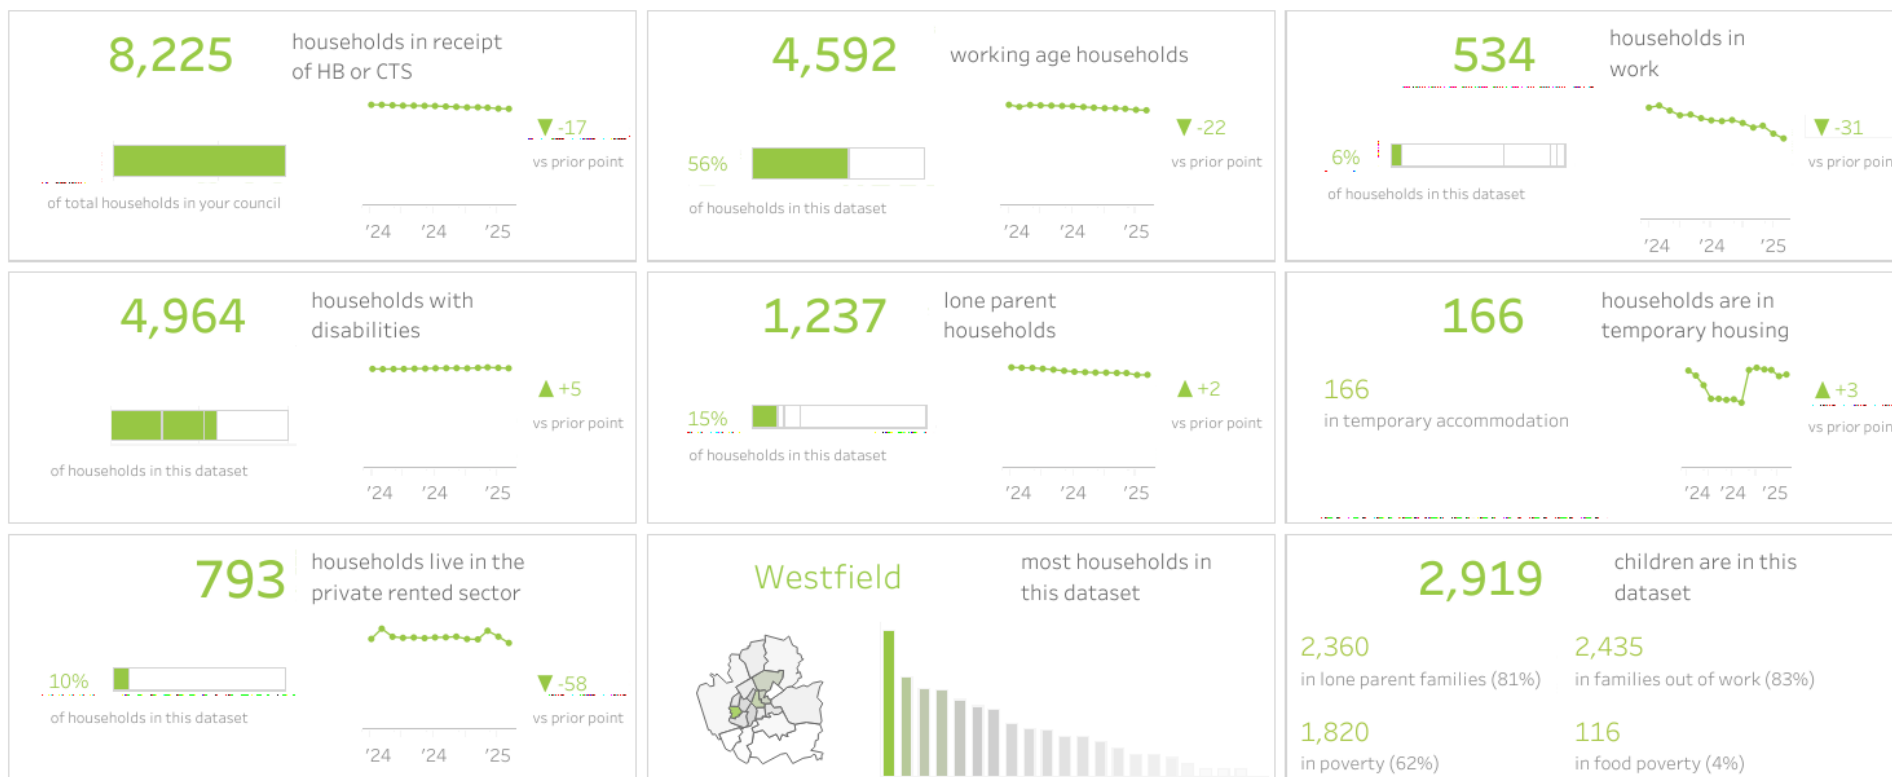 8,225
households in receipt
of HB or CTS
▼ -17
vs prior point
of total households in your council
'24 '24 '25
4,592
working age households
▼ -22
vs prior point
56%
of households in this dataset
'24 '24 '25
534
households in
work
▼ -31
vs prior point
6%
of households in this dataset
'24 '24 '25
4,964
households with
disabilities
▲ +5
vs prior point
of households in this dataset
'24 '24 '25
1,237
lone parent
households
▲ +2
vs prior point
15%
of households in this dataset
'24 '24 '25
166
households are in
temporary housing
166
in temporary accommodation
▲ +3
vs prior point
'24 '24 '25
793
households live in the
private rented sector
10%
▼ -58
of households in this dataset
vs prior point
'24 '24 '25
Westfield
most households in
this dataset
2,919
children are in this
dataset
2,360
in lone parent families (81%)
2,435
in families out of work (83%)
1,820
in poverty (62%)
116
in food poverty (4%)